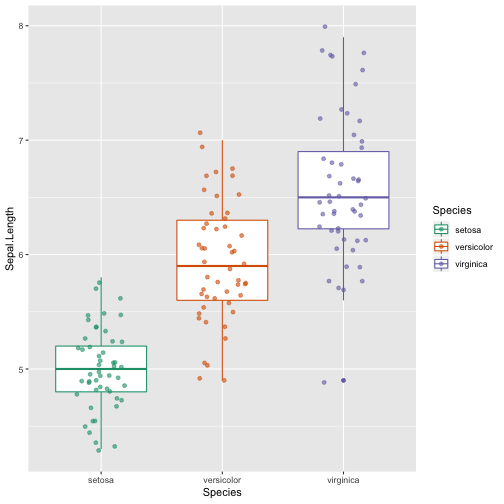 8
7
6
5
Sepal.Length
setosa
versicolor
virginica
Species
Species
setosa
versicolor
virginica